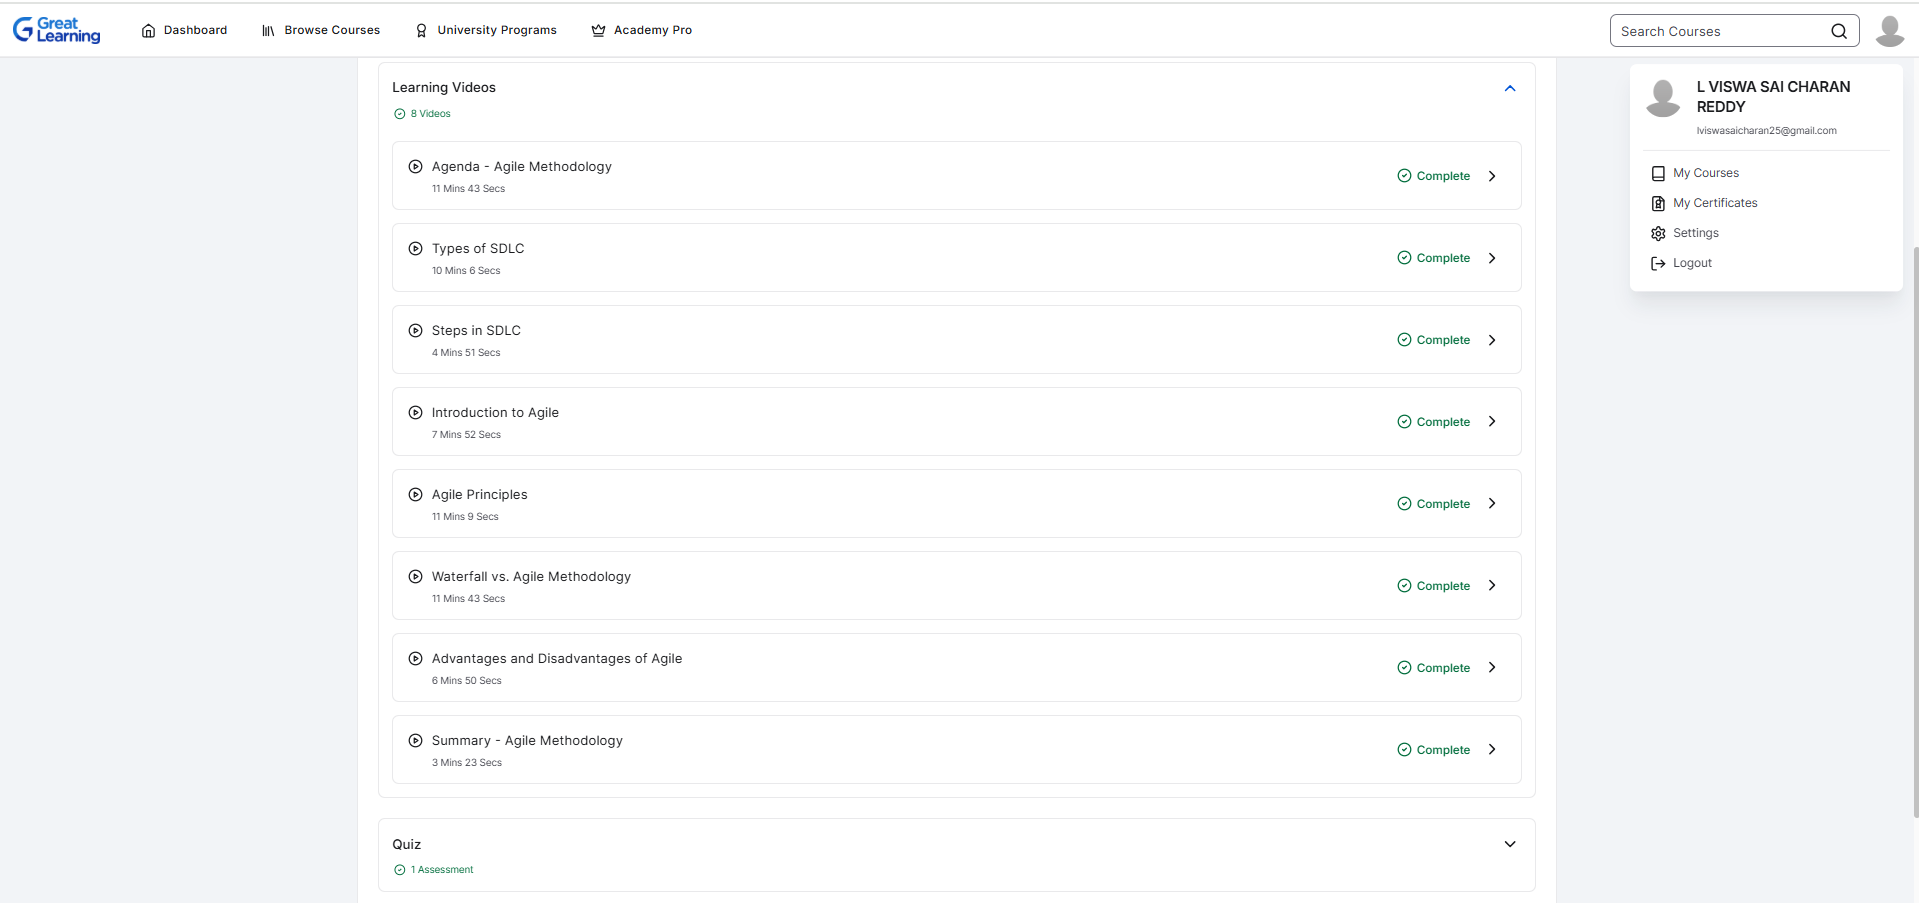 Great
Learning
Dashboard
Browse Courses
University Programs
Academy Pro
Search Courses
L VISWA SAI CHARAN
REDDY
lviswasaicharan25@gmail.com
My Courses
My Certificates
Settings
Logout
Learning Videos
8 Videos
Agenda - Agile Methodology
11 Mins 43 Secs
Complete
Types of SDLC
10 Mins 6 Secs
Complete
Steps in SDLC
4 Mins 51 Secs
Complete
Introduction to Agile
7 Mins 52 Secs
Complete
Agile Principles
11 Mins 9 Secs
Complete
Waterfall vs. Agile Methodology
11 Mins 43 Secs
Complete
Advantages and Disadvantages of Agile
6 Mins 50 Secs
Complete
Summary - Agile Methodology
3 Mins 23 Secs
Complete
Quiz
1 Assessment